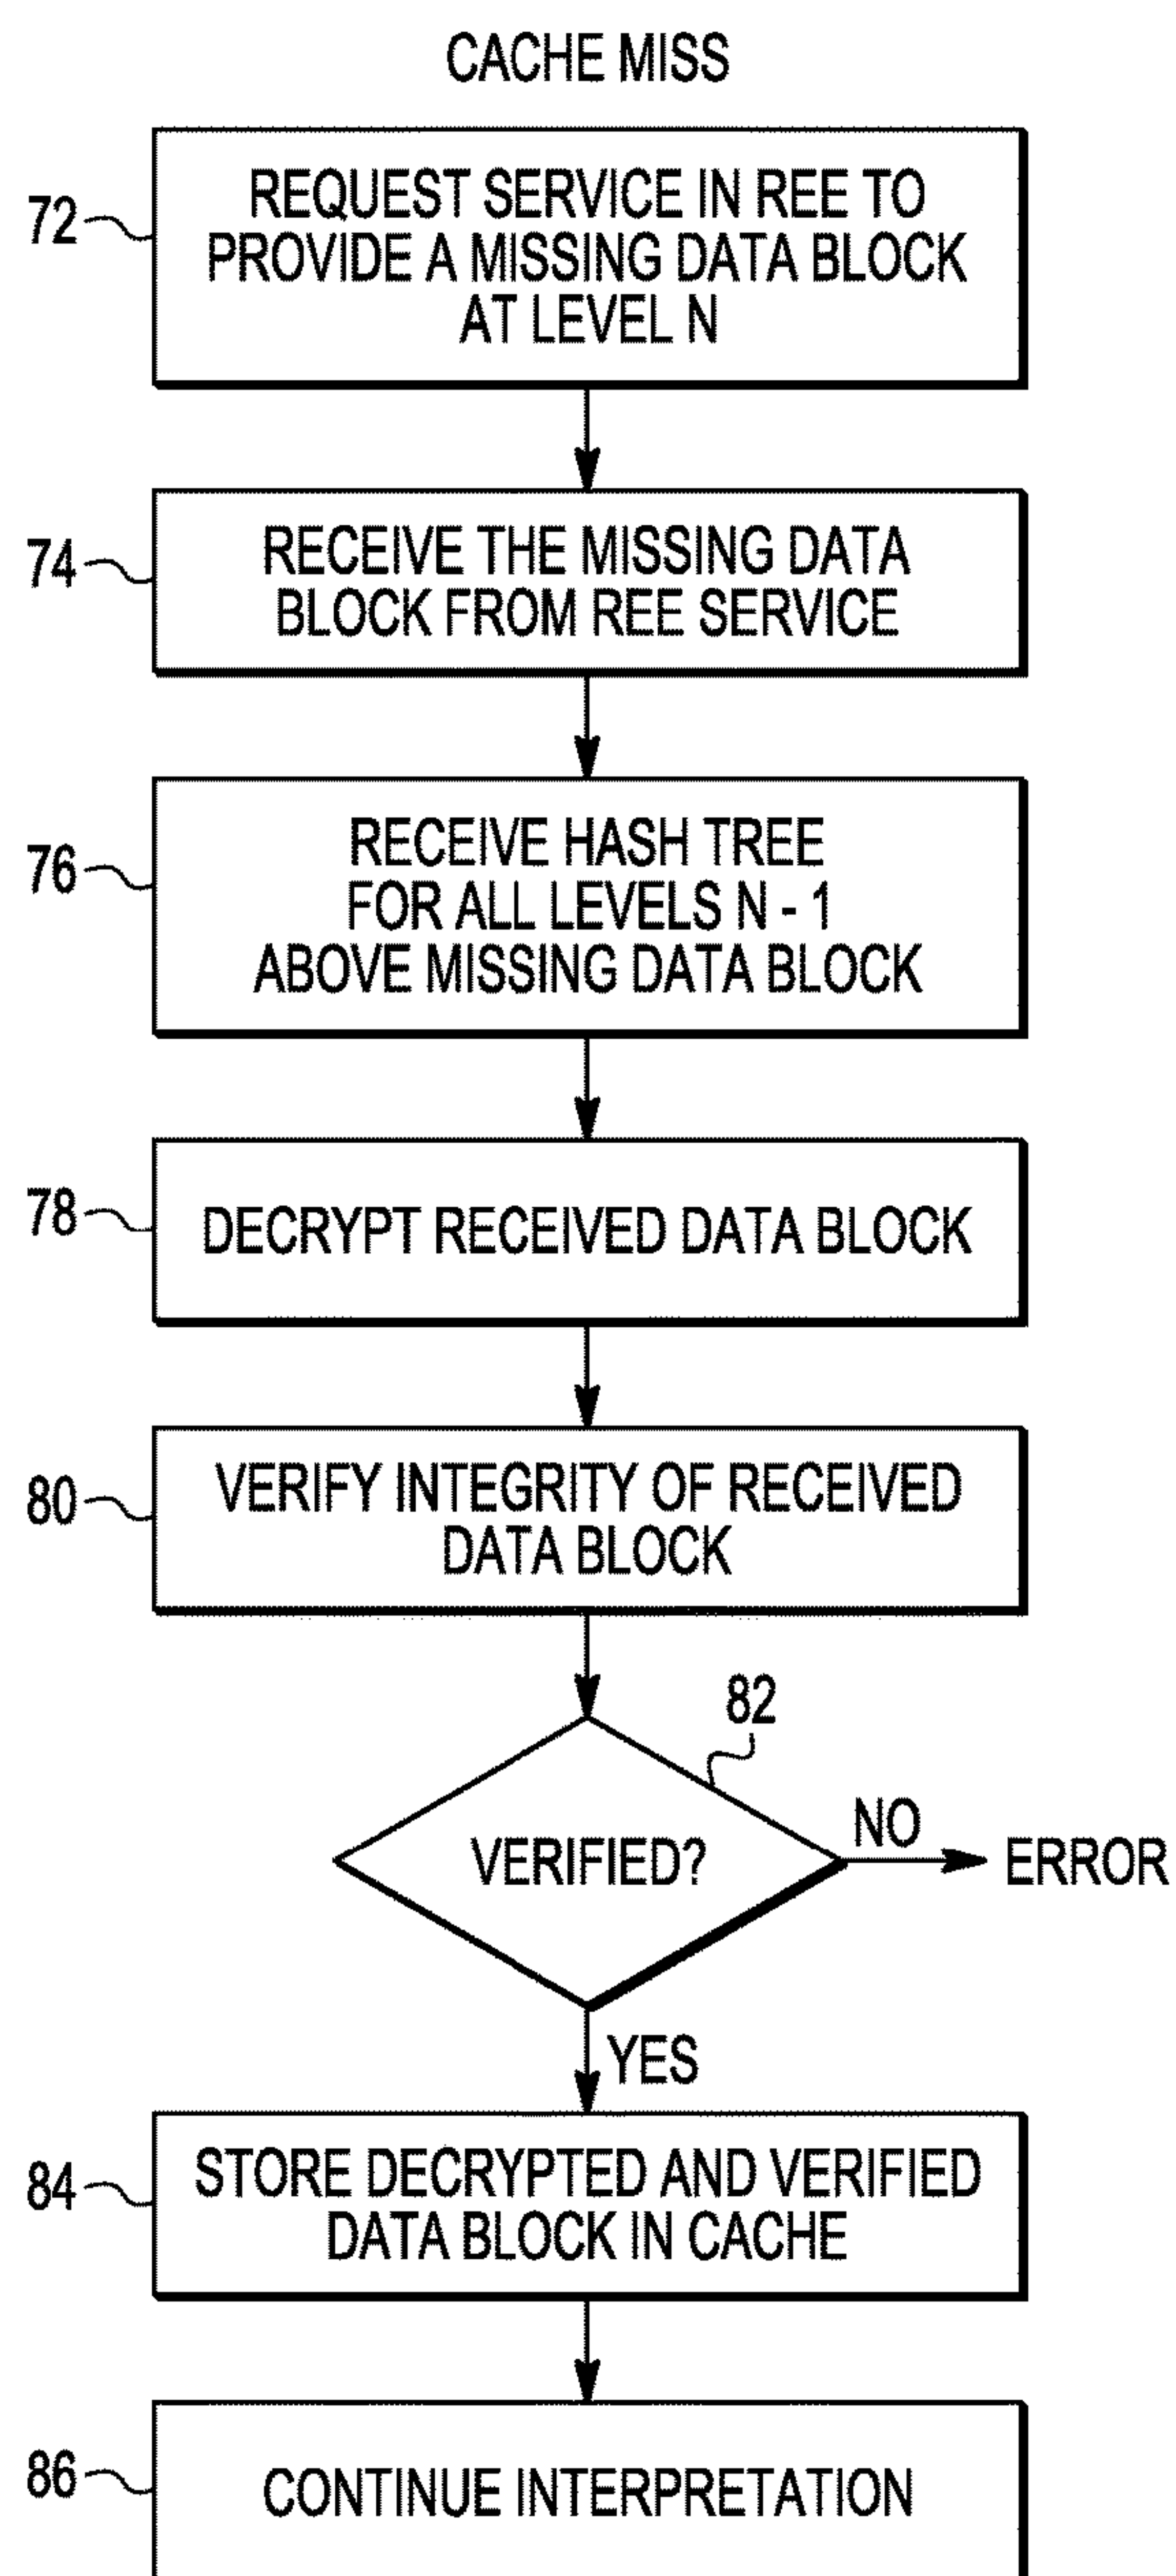 CACHE MISS
72
REQUEST SERVICE IN REE TO
PROVIDE A MISSING DATA BLOCK
AT LEVEL N
74
RECEIVE THE MISSING DATA
BLOCK FROM REE SERVICE
76
RECEIVE HASH TREE
FOR ALL LEVELS N - 1
ABOVE MISSING DATA BLOCK
78
DECRYPT RECEIVED DATA BLOCK
80
VERIFY INTEGRITY OF RECEIVED
DATA BLOCK
82
VERIFIED?
NO
ERROR
YES
84
STORE DECRYPTED AND VERIFIED
DATA BLOCK IN CACHE
86
CONTINUE INTERPRETATION